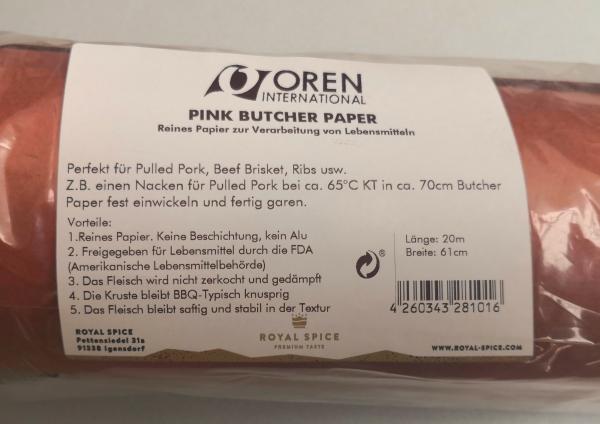 OREN
INTERNATIONAL
PINK BUTCHER PAPER
Reines Papier zur Verarbeitung von Lebensmitteln
Perfekt für Pulled Pork, Beef Brisket, Ribs usw.
Z.B. einen Nacken für Pulled Pork bei ca. 65°C KT in ca. 70cm Butcher
Paper fest einwickeln und fertig garen.
Vorteile:
1.Reines Papier. Keine Beschichtung, kein Alu
2. Freigegeben für Lebensmittel durch die FDA
(Amerikanische Lebensmittelbehörde)
3. Das Fleisch wird nicht zerkocht und gedämpft
4. Die Kruste bleibt BBQ-Typisch knusprig
5. Das Fleisch bleibt saftig und stabil in der Textur
®
Länge: 20m
Breite: 61cm
4 260343 281016
ROYAL SPICE
Pettensiedel 31a
91338 Igensdorf
ROYAL SPICE
PREMIUM TASTE
WWW.ROYAL-SPICE.COM